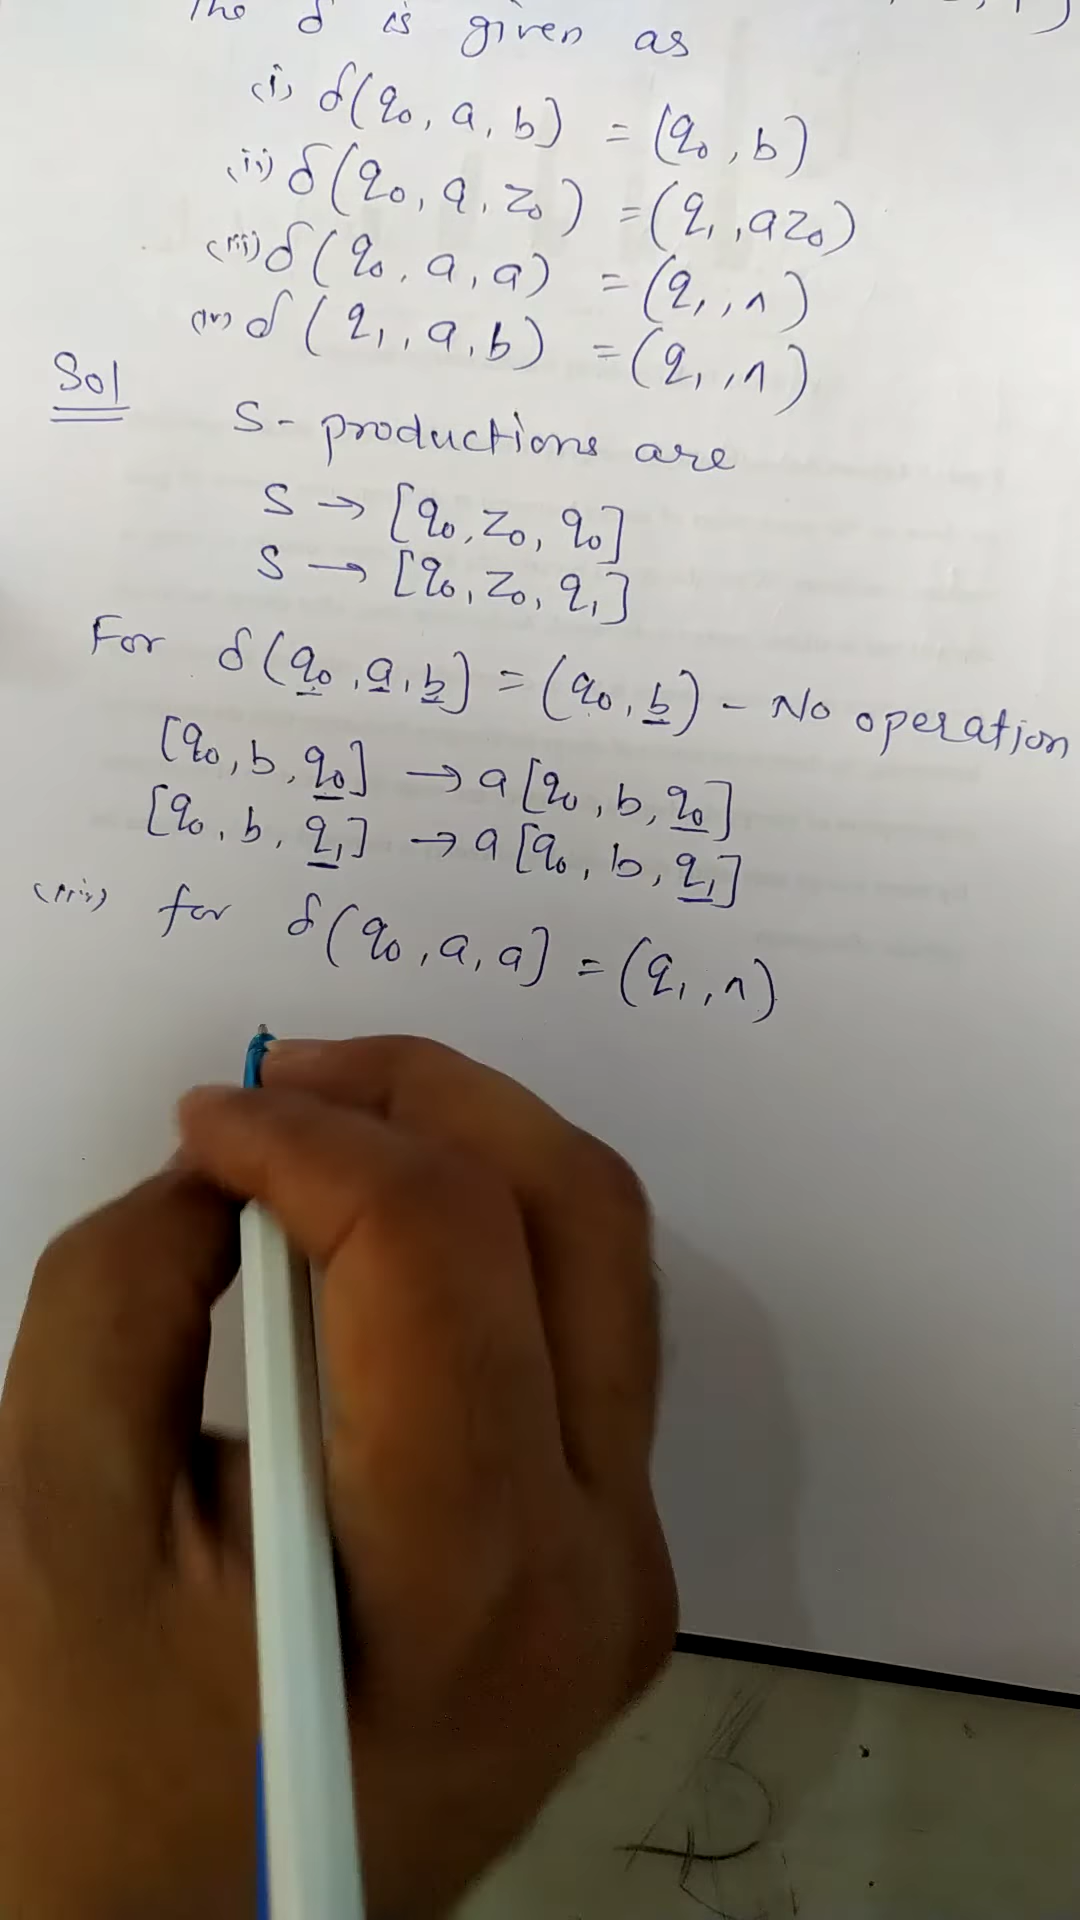 The δ is given as
(i) δ(q₀, a, b) = (q₀, b)
(ii) δ(q₀, a, z₀) = (q₁, az₀)
(iii) δ(q₀, a, a) = (q₁, ∧)
(iv) δ(q₁, a, b) = (q₁, ∧)
Sol
S- productions are
S → [q₀, z₀, q₀]
S → [q₀, z₀, q₁]
For δ(q₀, a, b) = (q₀, b) - No operation
[q₀, b, q₀] → a[q₀, b, q₀]
[q₀, b, q₁] → a[q₀, b, q₁]
for δ(q₀, a, a] = (q₁, ∧)